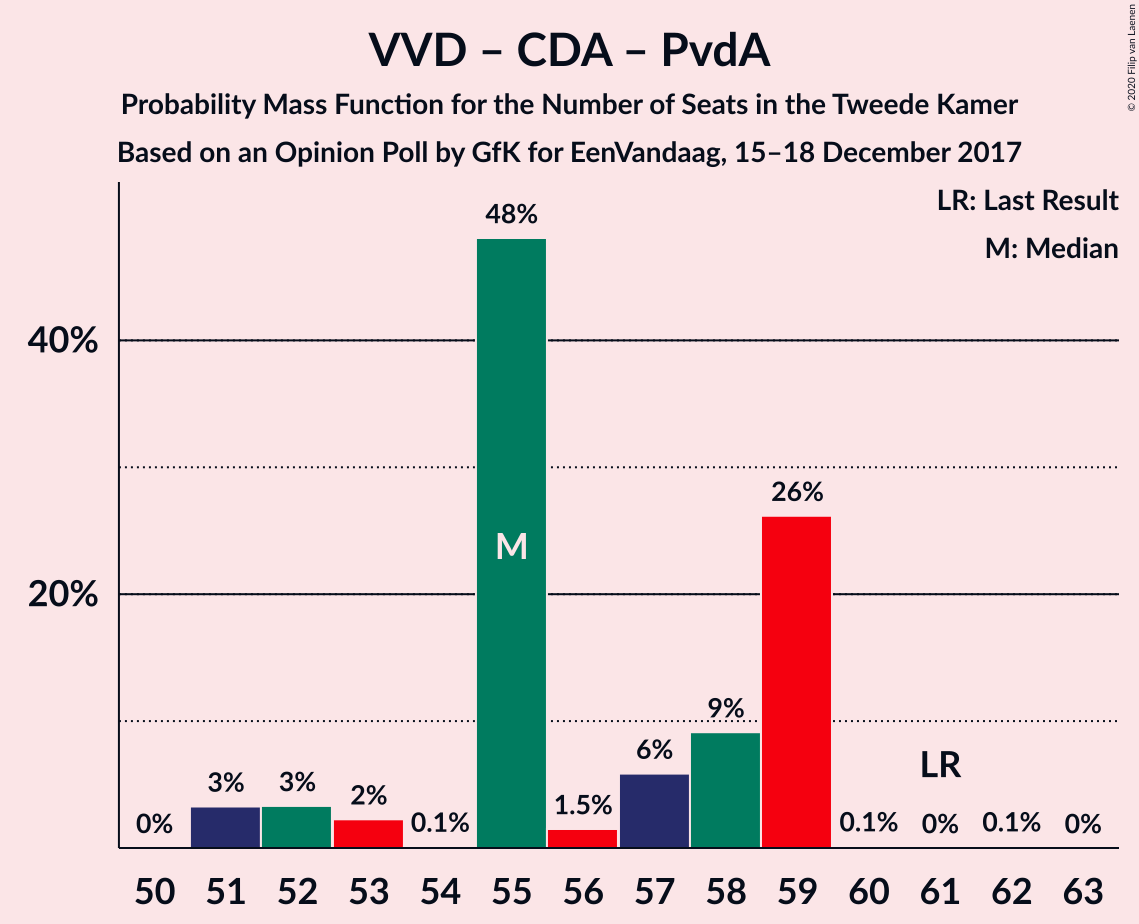 VVD – CDA – PvdA
Probability Mass Function for the Number of Seats in the Tweede Kamer
Based on an Opinion Poll by GfK for EenVandaag, 15–18 December 2017
© 2020 Filip van Laenen
LR: Last Result
M: Median
40%
20%
0%
3%
3%
2%
0.1%
48%
M
1.5%
6%
9%
26%
0.1%
LR
0%
0.1%
0%
50 51 52 53 54 55 56 57 58 59 60 61 62 63